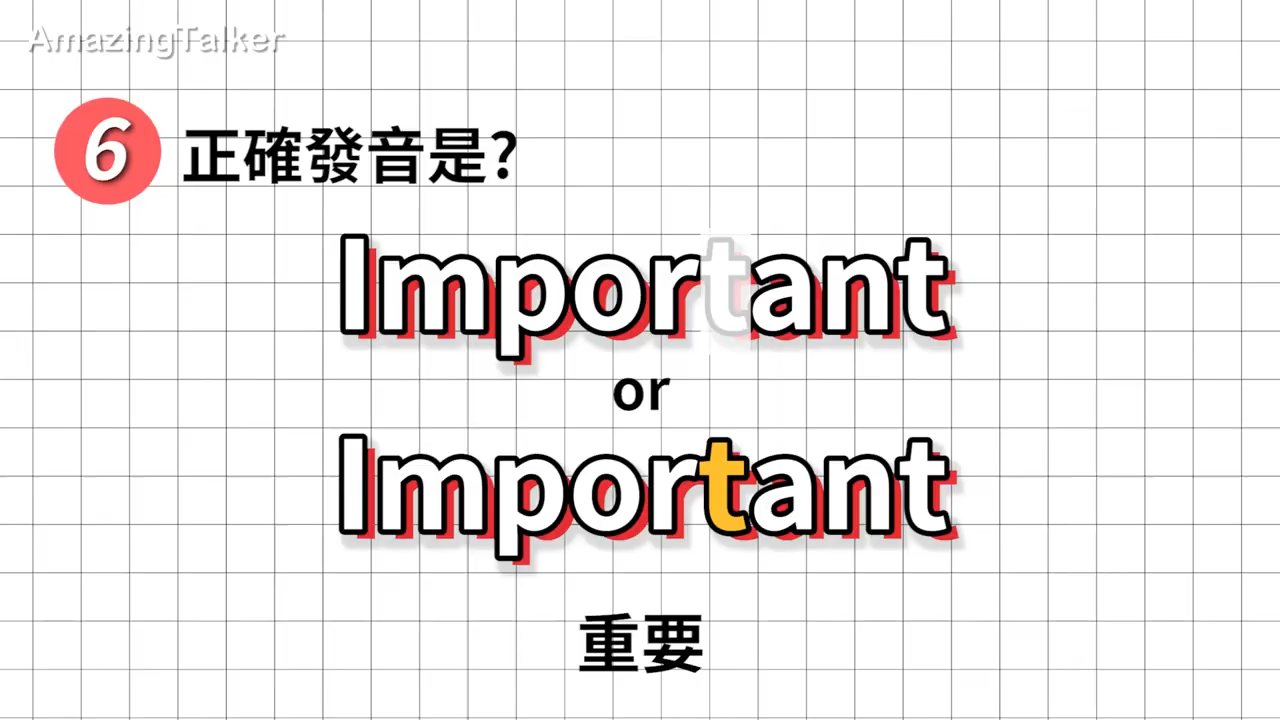 AmazingTalker
6 正確發音是?
Important
or
Important
重要